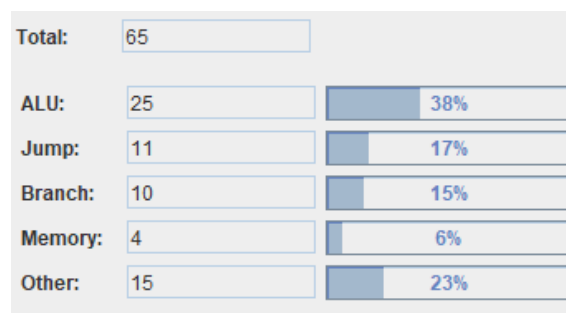 Total: 65
ALU: 25 38%
Jump: 11 17%
Branch: 10 15%
Memory: 4 6%
Other: 15 23%